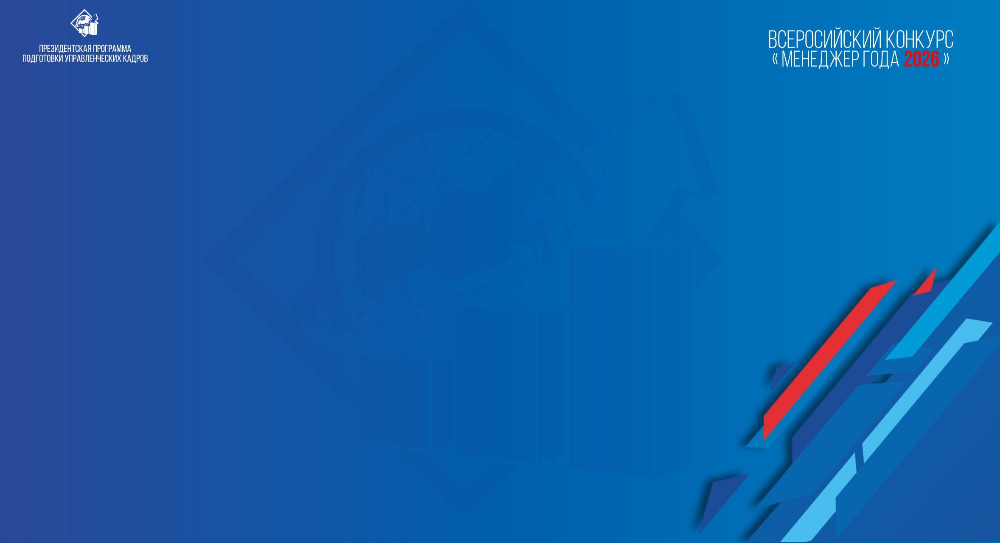 ПРЕЗИДЕНТСКАЯ ПРОГРАММА
ПОДГОТОВКИ УПРАВЛЕНЧЕСКИХ КАДРОВ
ВСЕРОСИЙСКИЙ КОНКУРС
« МЕНЕДЖЕР ГОДА 2026 »